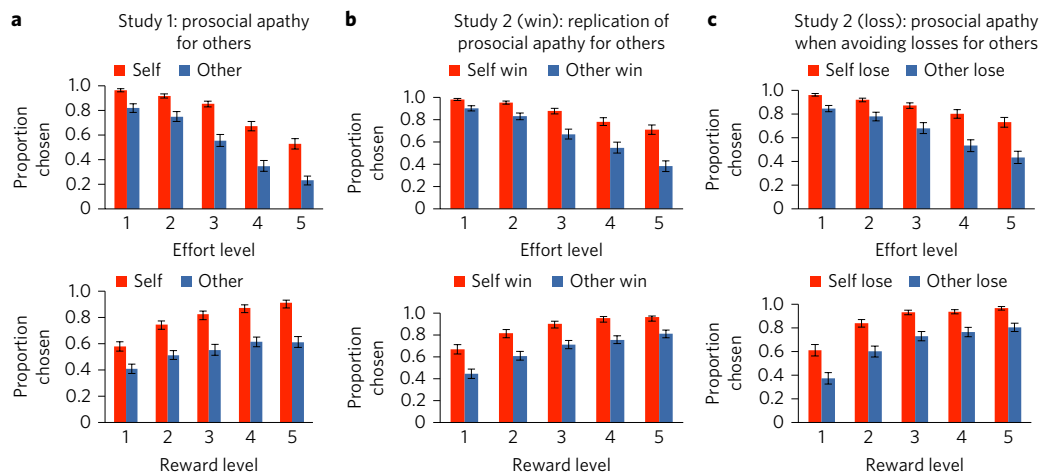 a
Study 1: prosocial apathy
for others
Self Other
Proportion
chosen
1.0
0.8
0.6
0.4
0.2
0
1 2 3 4 5
Effort level
Self Other
Proportion
chosen
1.0
0.8
0.6
0.4
0.2
0
1 2 3 4 5
Reward level
b
Study 2 (win): replication of
prosocial apathy for others
Self win Other win
Proportion
chosen
1.0
0.8
0.6
0.4
0.2
0
1 2 3 4 5
Effort level
Self win Other win
Proportion
chosen
1.0
0.8
0.6
0.4
0.2
0
1 2 3 4 5
Reward level
c
Study 2 (loss): prosocial apathy
when avoiding losses for others
Self lose Other lose
Proportion
chosen
1.0
0.8
0.6
0.4
0.2
0
1 2 3 4 5
Effort level
Self lose Other lose
Proportion
chosen
1.0
0.8
0.6
0.4
0.2
0
1 2 3 4 5
Reward level